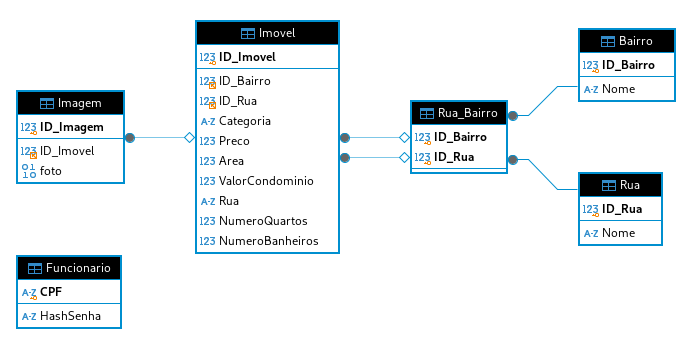 Imovel
123 ID_Imovel
123 ID_Bairro
123 ID_Rua
A-Z Categoria
123 Preco
123 Area
123 ValorCondominio
A-Z Rua
123 NumeroQuartos
123 NumeroBanheiros
Imagem
123 ID_Imagem
123 ID_Imovel
010 foto
Funcionario
A-Z CPF
A-Z HashSenha
Rua_Bairro
123 ID_Bairro
123 ID_Rua
Bairro
123 ID_Bairro
A-Z Nome
Rua
123 ID_Rua
A-Z Nome